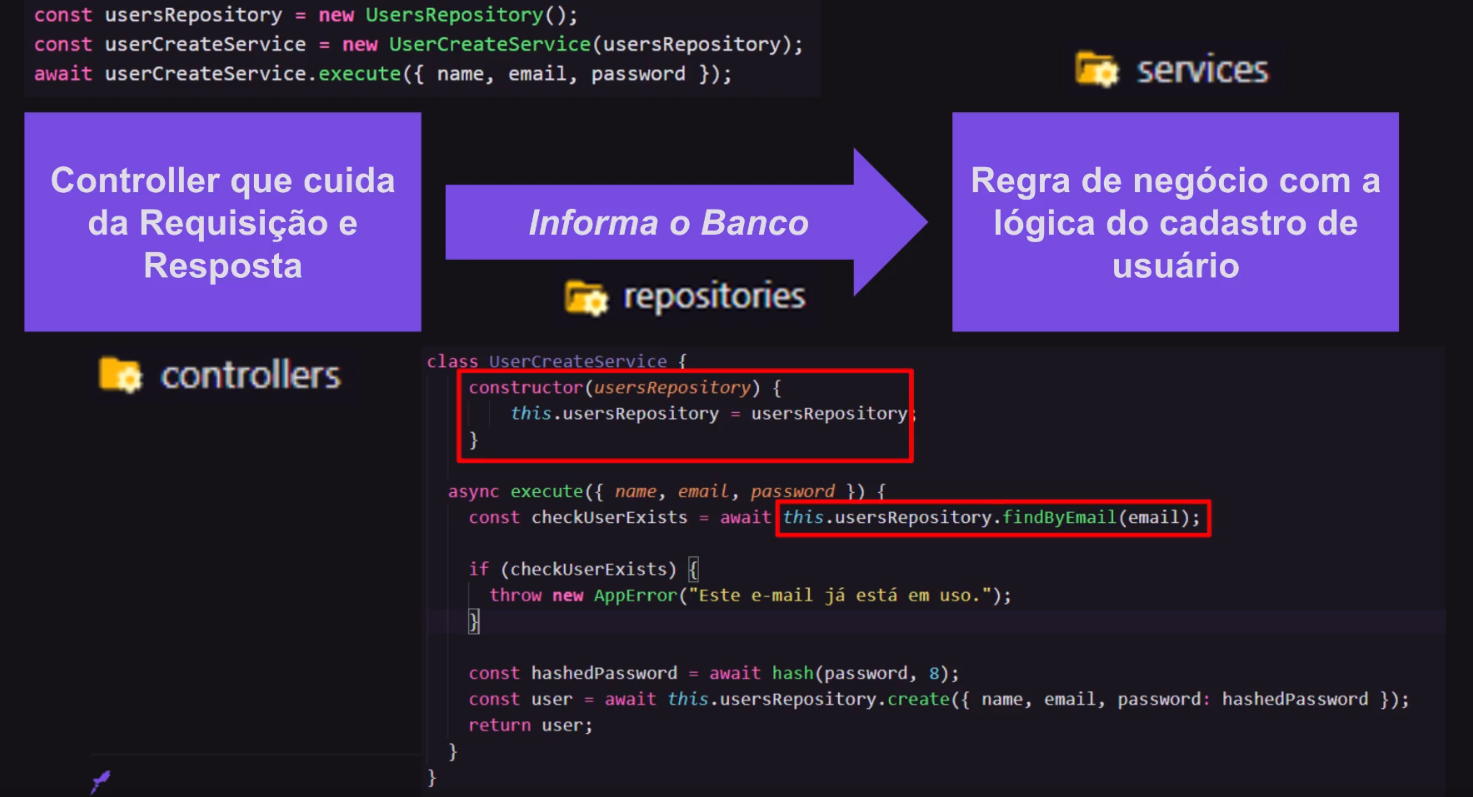 const usersRepository = new UsersRepository();
const userCreateService = new UserCreateService(usersRepository);
await userCreateService.execute({ name, email, password });
services
Controller que cuida
da Requisição e
Resposta
Informa o Banco
Regra de negócio com a
lógica do cadastro de
usuário
repositories
controllers
class UserCreateService {
constructor(usersRepository) {
this.usersRepository = usersRepository;
}
async execute({ name, email, password }) {
const checkUserExists = await this.usersRepository.findByEmail(email);
if (checkUserExists) {
throw new AppError("Este e-mail já está em uso.");
}
const hashedPassword = await hash(password, 8);
const user = await this.usersRepository.create({ name, email, password: hashedPassword });
return user;
}
}